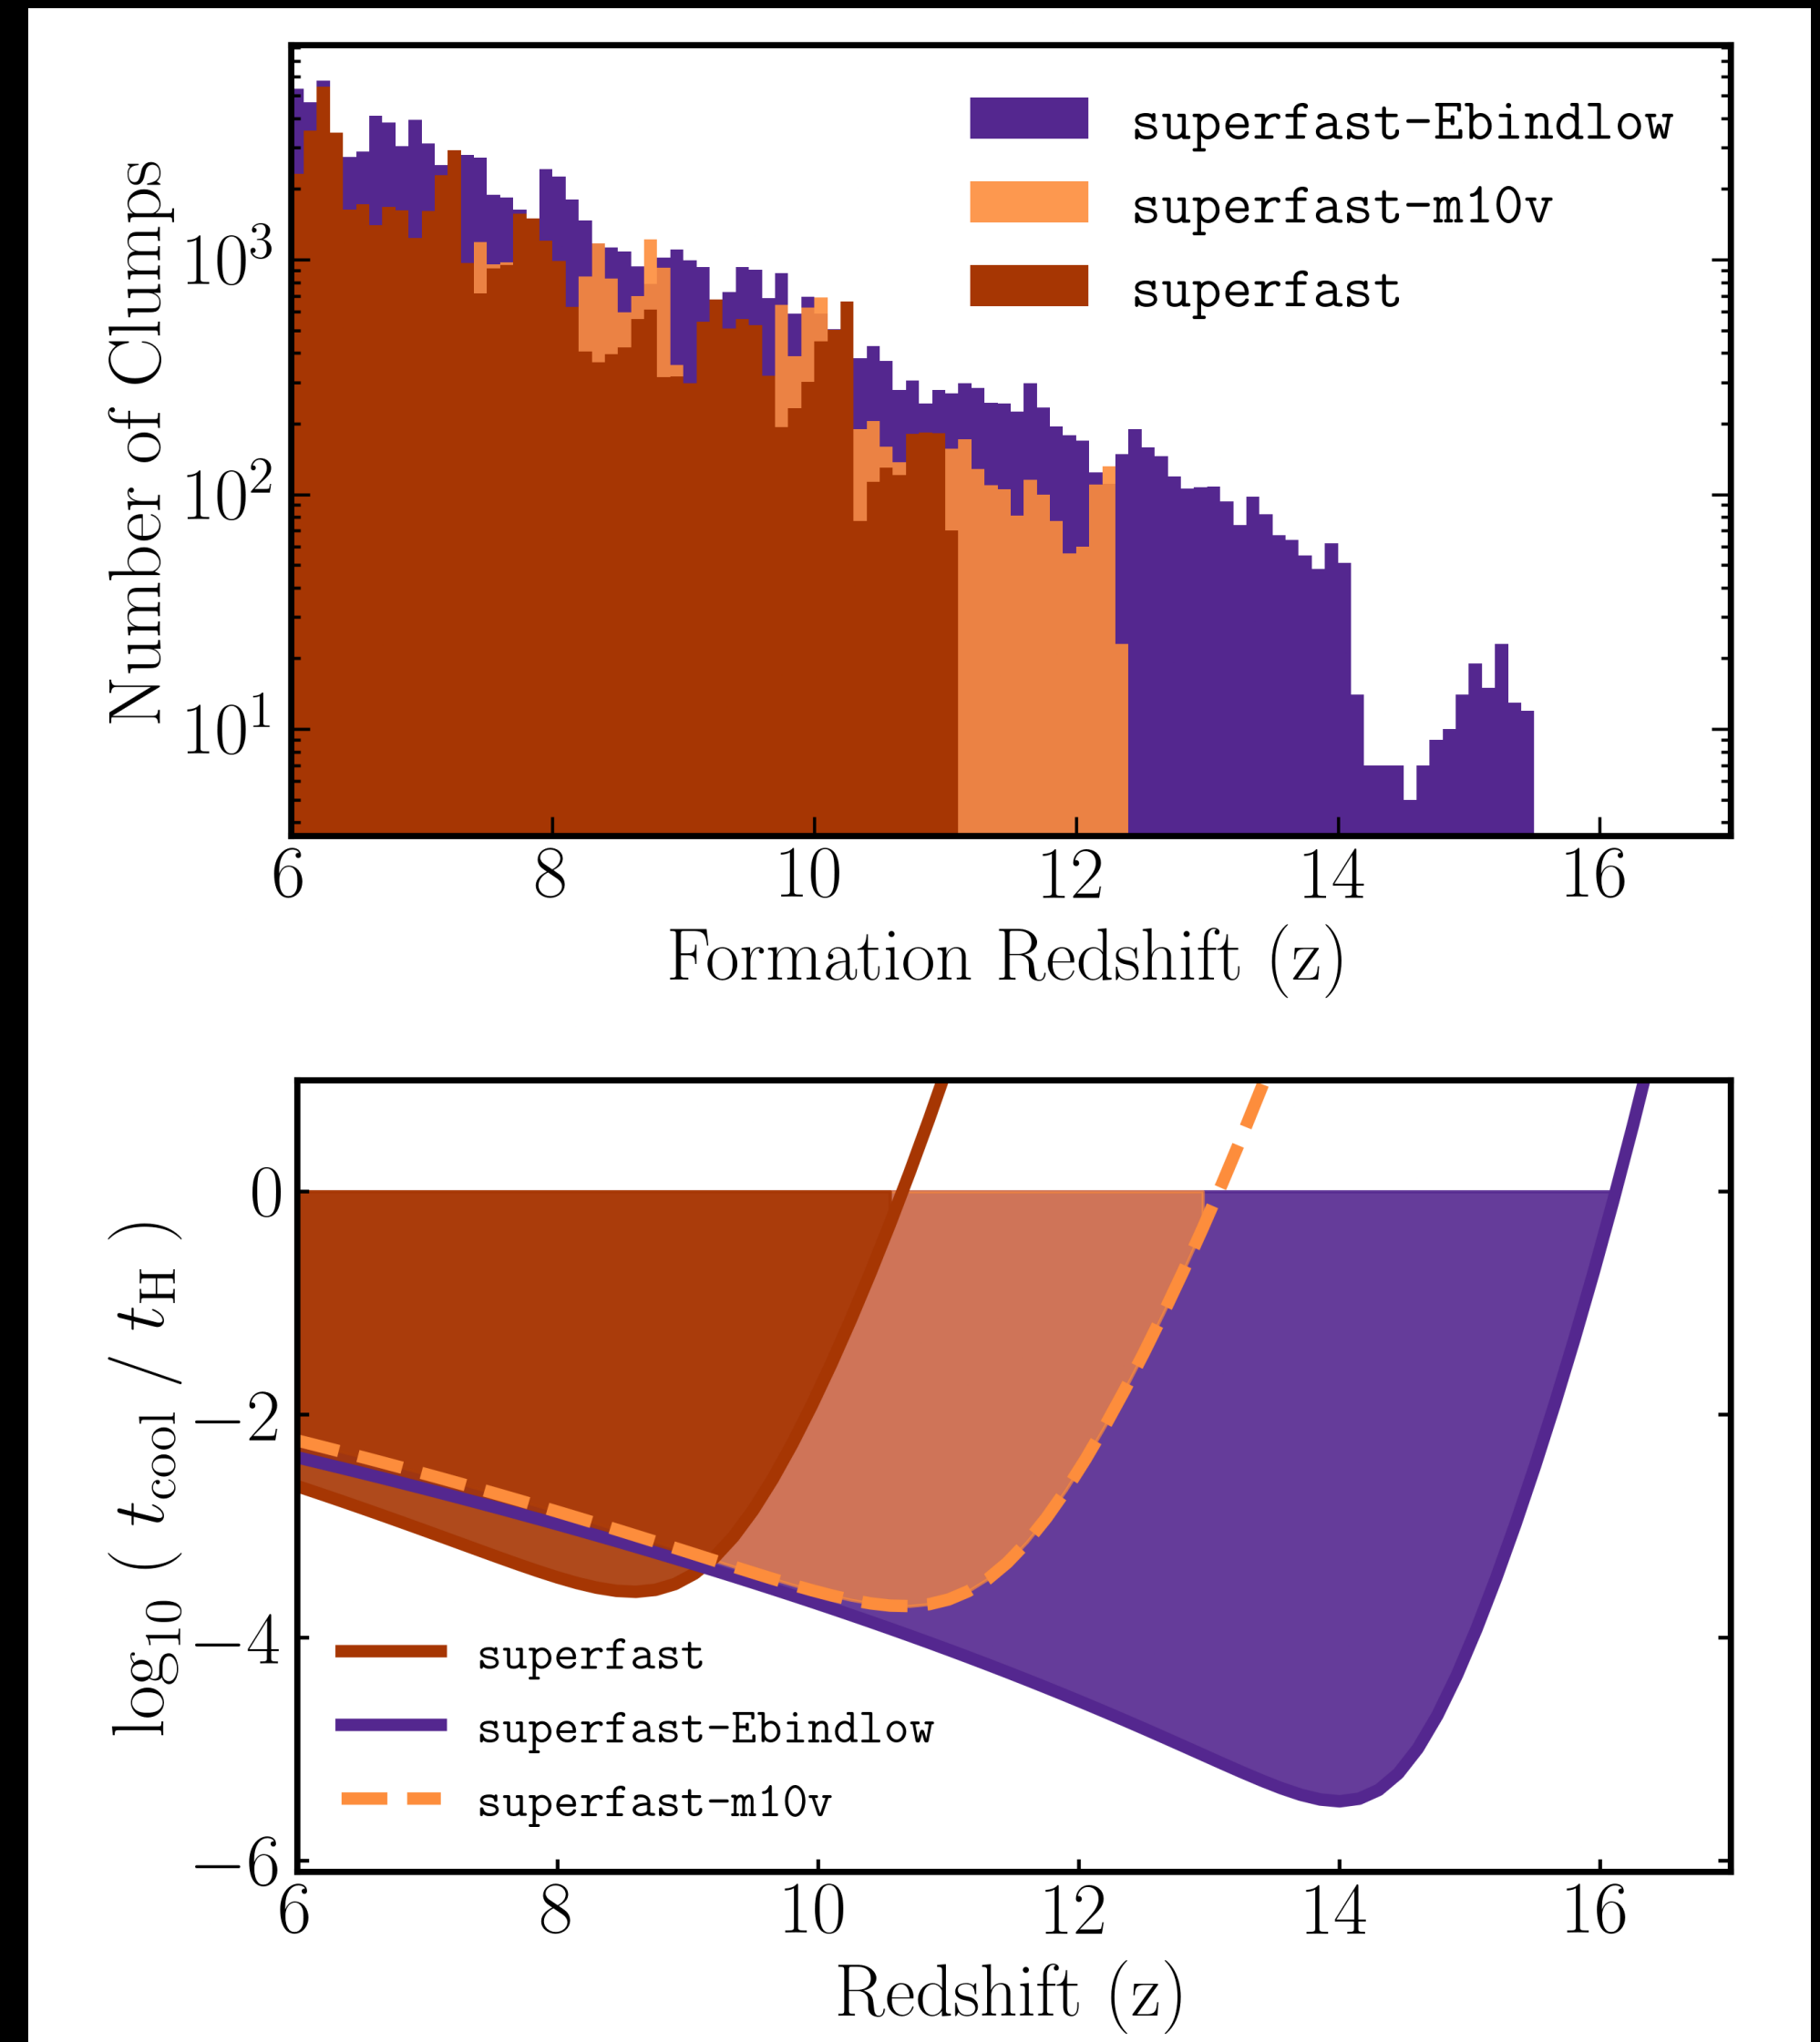 superfast-Ebindlow
superfast-m10v
superfast
Number of Clumps
10³
10²
10¹
6 8 10 12 14 16
Formation Redshift (z)
log₁₀ ( t_cool / t_H )
0
−2
−4
−6
superfast
superfast-Ebindlow
superfast-m10v
6 8 10 12 14 16
Redshift (z)